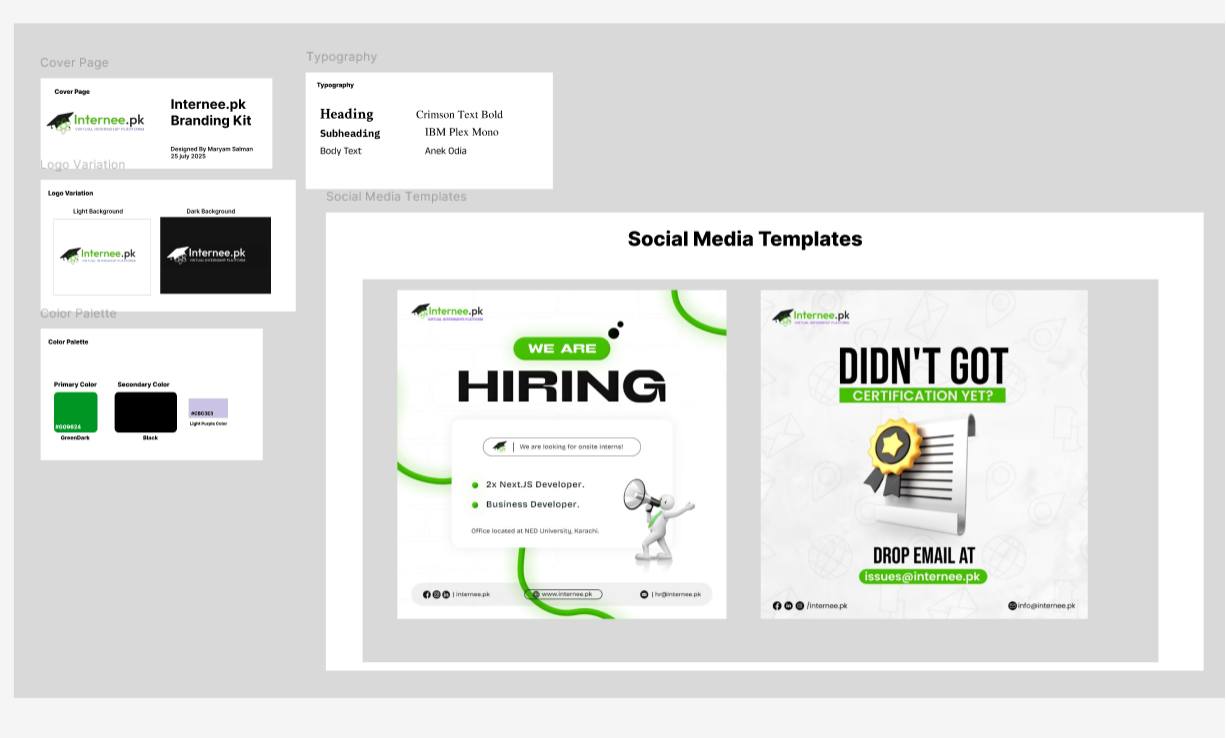 Cover Page
Cover Page
Internee.pk
VIRTUAL INTERNSHIP PLATFORM
Internee.pk
Branding Kit
Designed By Maryam Salman
25 july 2025
Logo Variation
Logo Variation
Light Background
Dark Background
Internee.pk
VIRTUAL INTERNSHIP PLATFORM
Internee.pk
VIRTUAL INTERNSHIP PLATFORM
Color Palette
Color Palette
Primary Color
Secondary Color
#009624
#CBC3E3
GreenDark
Black
Light Purple Color
Typography
Typography
Heading
Crimson Text Bold
Subheading
IBM Plex Mono
Body Text
Anek Odia
Social Media Templates
Social Media Templates
Internee.pk
VIRTUAL INTERNSHIPS PLATFORM
WE ARE
HIRING
We are looking for onsite interns!
2x Next.JS Developer.
Business Developer.
Office located at NED University, Karachi.
| internee.pk
www.internee.pk
| hr@internee.pk
Internee.pk
VIRTUAL INTERNSHIP PLATFORM
DIDN'T GOT
CERTIFICATION YET?
DROP EMAIL AT
issues@internee.pk
/internee.pk
info@internee.pk